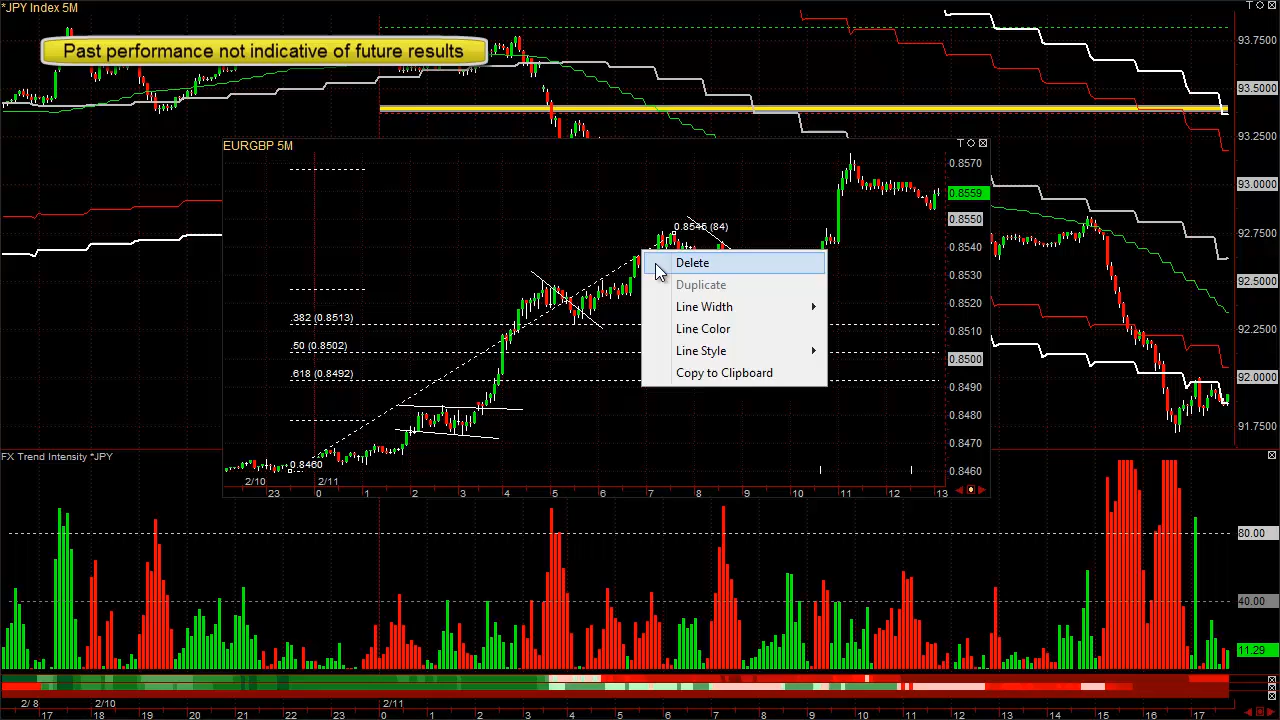 *JPY Index 5M
T
Past performance not indicative of future results
93.7500
93.5000
93.2500
93.0000
92.7500
92.5000
92.2500
92.0000
91.7500
EURGBP 5M
T
0.8570
0.8559
0.8550
0.8540
0.8530
0.8520
0.8510
0.8500
0.8490
0.8480
0.8470
0.8460
0.8545 (84)
.382 (0.8513)
.50 (0.8502)
.618 (0.8492)
0.8460
Delete
Duplicate
Line Width
Line Color
Line Style
Copy to Clipboard
2/10 2/11
23 0 1 2 3 4 5 6 7 8 9 10 11 12 13
FX Trend Intensity *JPY
80.00
40.00
11.29
2/ 8 2/10 2/11
17 18 19 20 21 22 23 0 1 2 3 4 5 6 7 8 9 10 11 12 13 14 15 16 17